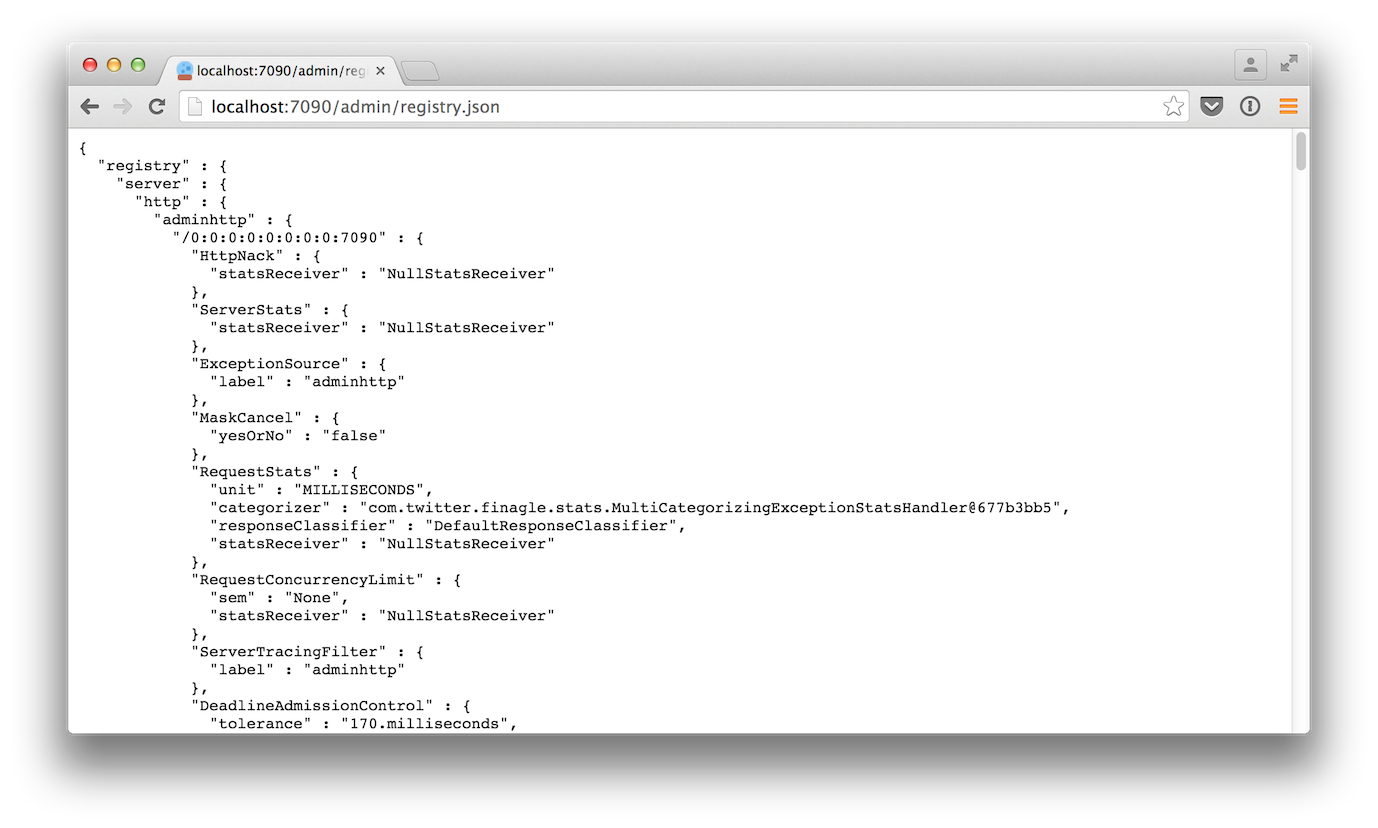 localhost:7090/admin/reg
localhost:7090/admin/registry.json
{
  "registry" : {
    "server" : {
      "http" : {
        "adminhttp" : {
          "/0:0:0:0:0:0:0:0:7090" : {
            "HttpNack" : {
              "statsReceiver" : "NullStatsReceiver"
            },
            "ServerStats" : {
              "statsReceiver" : "NullStatsReceiver"
            },
            "ExceptionSource" : {
              "label" : "adminhttp"
            },
            "MaskCancel" : {
              "yesOrNo" : "false"
            },
            "RequestStats" : {
              "unit" : "MILLISECONDS",
              "categorizer" : "com.twitter.finagle.stats.MultiCategorizingExceptionStatsHandler@677b3bb5",
              "responseClassifier" : "DefaultResponseClassifier",
              "statsReceiver" : "NullStatsReceiver"
            },
            "RequestConcurrencyLimit" : {
              "sem" : "None",
              "statsReceiver" : "NullStatsReceiver"
            },
            "ServerTracingFilter" : {
              "label" : "adminhttp"
            },
            "DeadlineAdmissionControl" : {
              "tolerance" : "170.milliseconds",